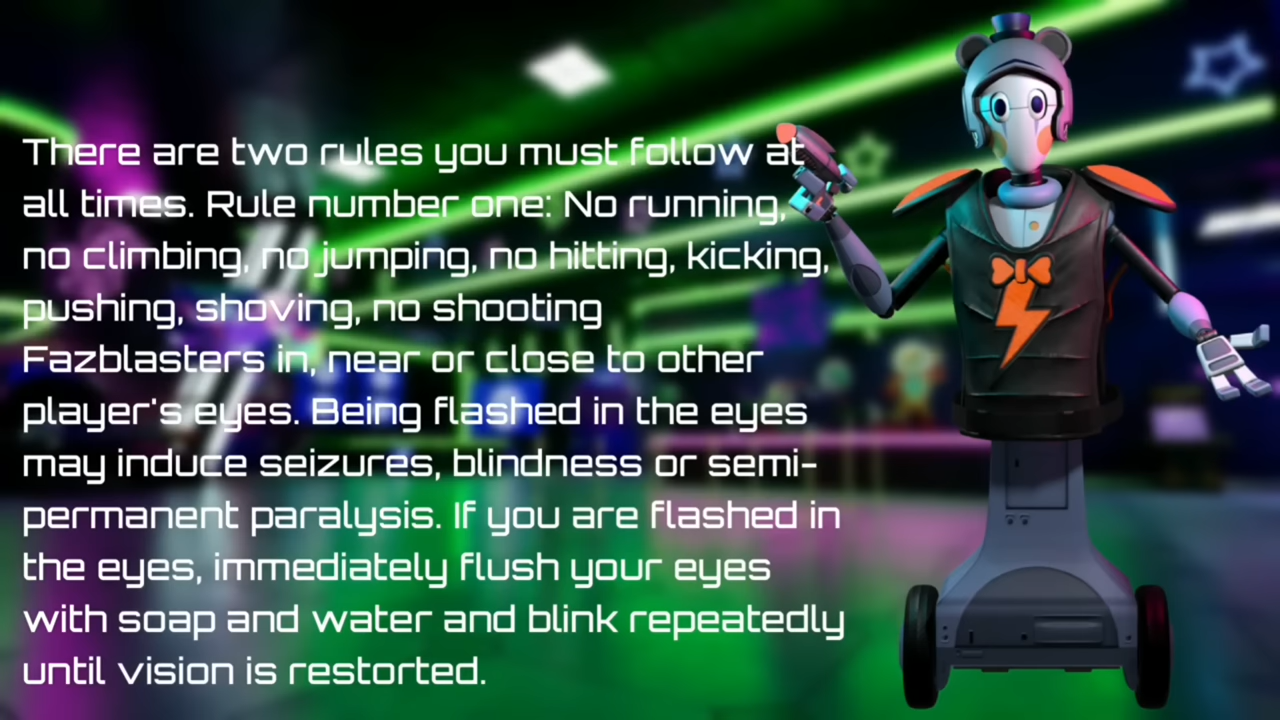 There are two rules you must follow at
all times. Rule number one: No running,
no climbing, no jumping, no hitting, kicking,
pushing, shoving, no shooting
Fazblasters in, near or close to other
player's eyes. Being flashed in the eyes
may induce seizures, blindness or semi-
permanent paralysis. If you are flashed in
the eyes, immediately flush your eyes
with soap and water and blink repeatedly
until vision is restorted.